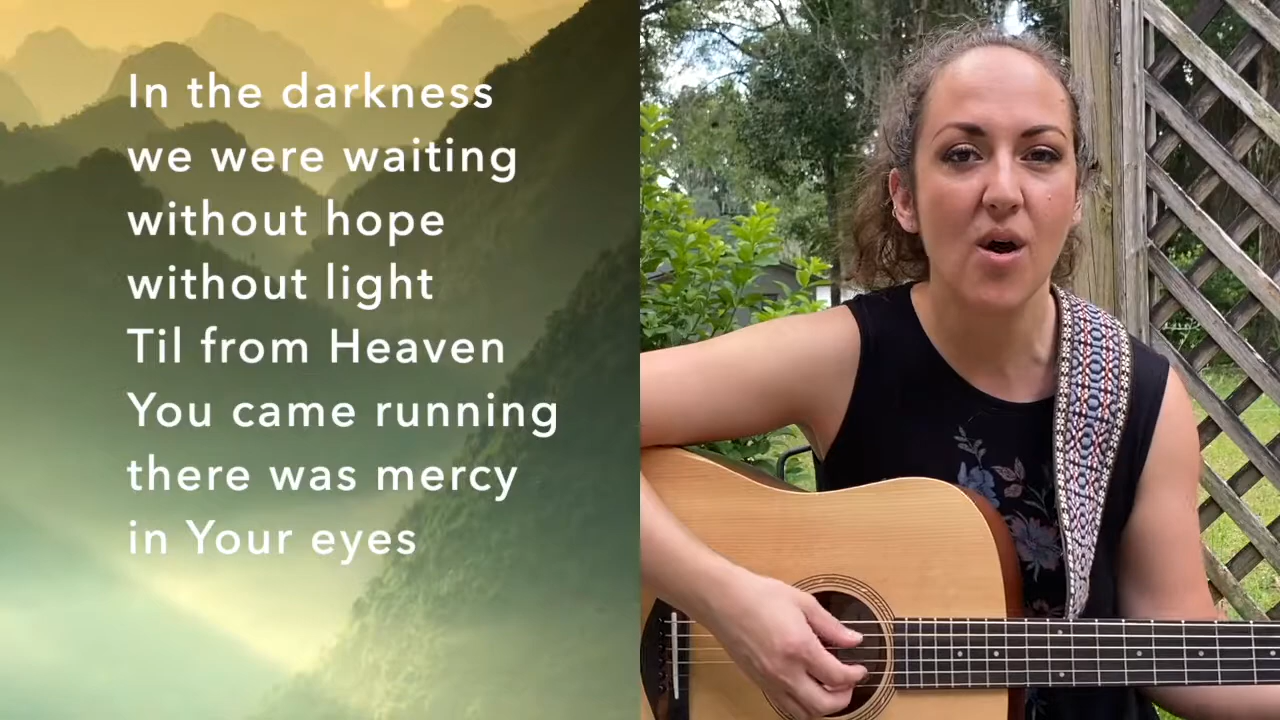 In the darkness
we were waiting
without hope
without light
Til from Heaven
You came running
there was mercy
in Your eyes